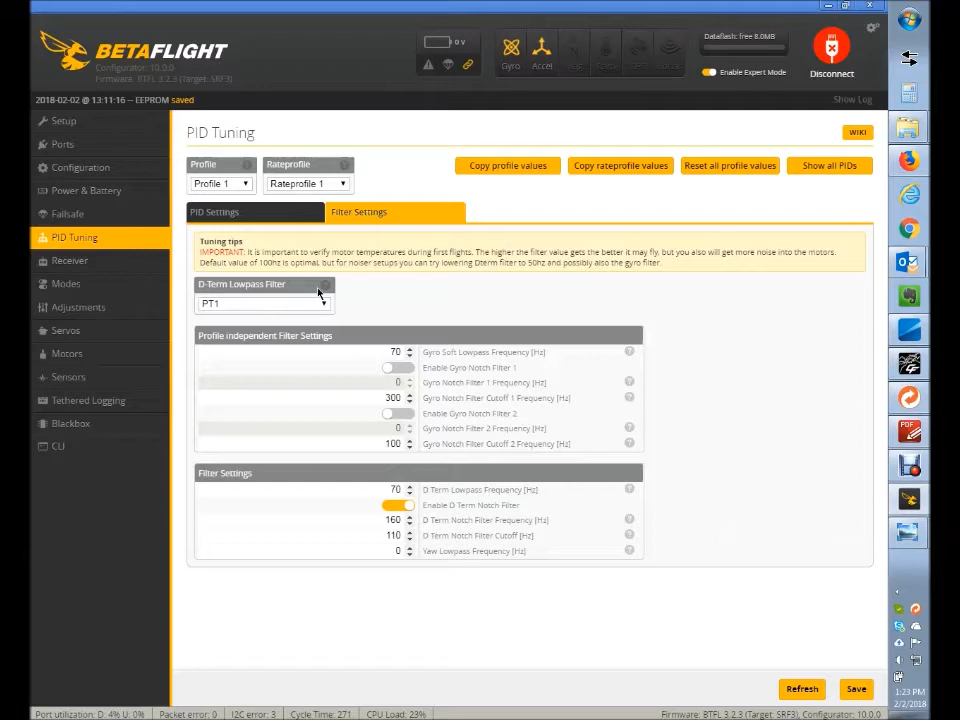 BETAFLIGHT
Configurator: 10.0.0
Firmware: BTFL 3.2.3 (Target: SRF3)
0 V
Gyro
Accel
Dataflash: free 8.0MB
Enable Expert Mode
Disconnect
2018-02-02 @ 13:11:16 -- EEPROM saved
Show Log
Setup
Ports
Configuration
Power & Battery
Failsafe
PID Tuning
Receiver
Modes
Adjustments
Servos
Motors
Sensors
Tethered Logging
Blackbox
CLI
PID Tuning
WIKI
Profile
Rateprofile
Profile 1
Rateprofile 1
Copy profile values
Copy rateprofile values
Reset all profile values
Show all PIDs
PID Settings
Filter Settings
Tuning tips
IMPORTANT: It is important to verify motor temperatures during first flights. The higher the filter value gets the better it may fly, but you also will get more noise into the motors.
Default value of 100hz is optimal, but for noiser setups you can try lowering Dterm filter to 50hz and possibly also the gyro filter.
D-Term Lowpass Filter
PT1
Profile independent Filter Settings
70 Gyro Soft Lowpass Frequency [Hz]
Enable Gyro Notch Filter 1
0 Gyro Notch Filter 1 Frequency [Hz]
300 Gyro Notch Filter Cutoff 1 Frequency [Hz]
Enable Gyro Notch Filter 2
0 Gyro Notch Filter 2 Frequency [Hz]
100 Gyro Notch Filter Cutoff 2 Frequency [Hz]
Filter Settings
70 D Term Lowpass Frequency [Hz]
Enable D Term Notch Filter
160 D Term Notch Filter Frequency [Hz]
110 D Term Notch Filter Cutoff [Hz]
0 Yaw Lowpass Frequency [Hz]
Refresh
Save
Port utilization: D: 4% U: 0%
Packet error: 0
I2C error: 3
Cycle Time: 271
CPU Load: 23%
Firmware: BTFL 3.2.3 (Target: SRF3), Configurator: 10.0.0
PDF
1:23 PM
2/2/2018